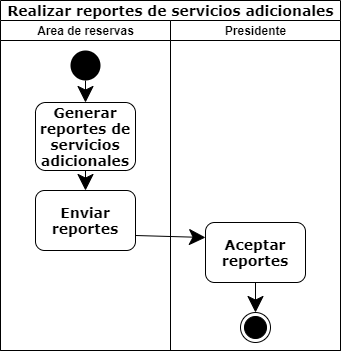 Realizar reportes de servicios adicionales
Area de reservas
Presidente
Generar
reportes de
servicios
adicionales
Enviar
reportes
Aceptar
reportes